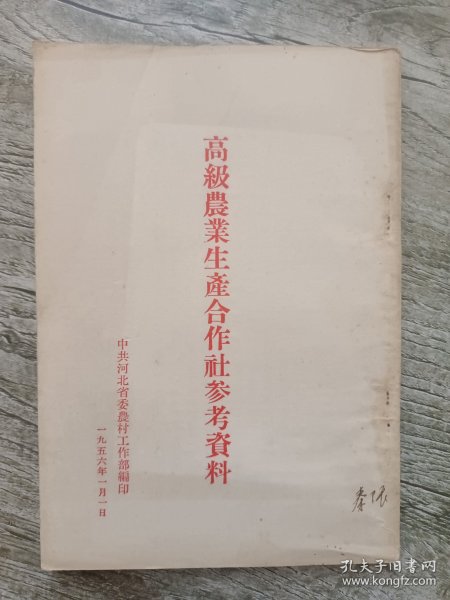 高級農業生產合作社参考資料
中共河北省委農村工作部編印
一九五六年一月一日
孔夫子旧书网
www.kongfz.com